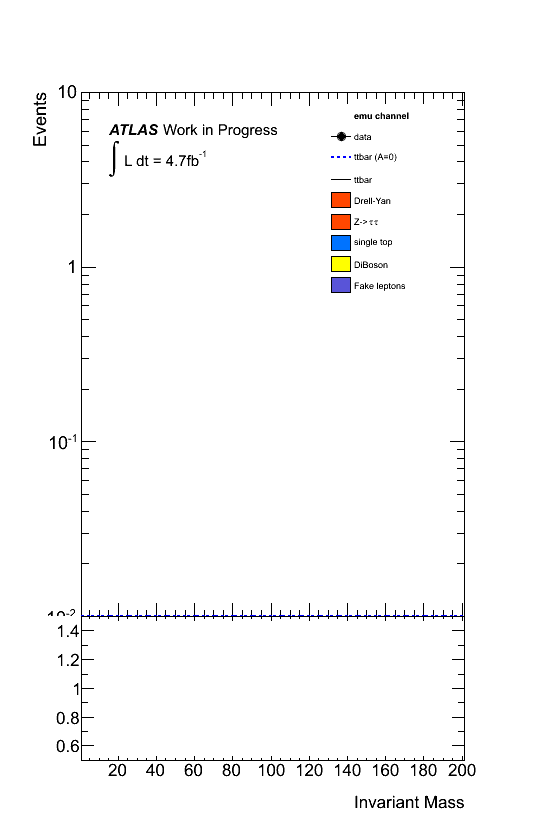 Events
10
1
10-1
10-2
ATLAS Work in Progress
∫ L dt = 4.7fb-1
emu channel
data
ttbar (A=0)
ttbar
Drell-Yan
Z->ττ
single top
DiBoson
Fake leptons
1.4
1.2
1
0.8
0.6
20 40 60 80 100 120 140 160 180 200
Invariant Mass